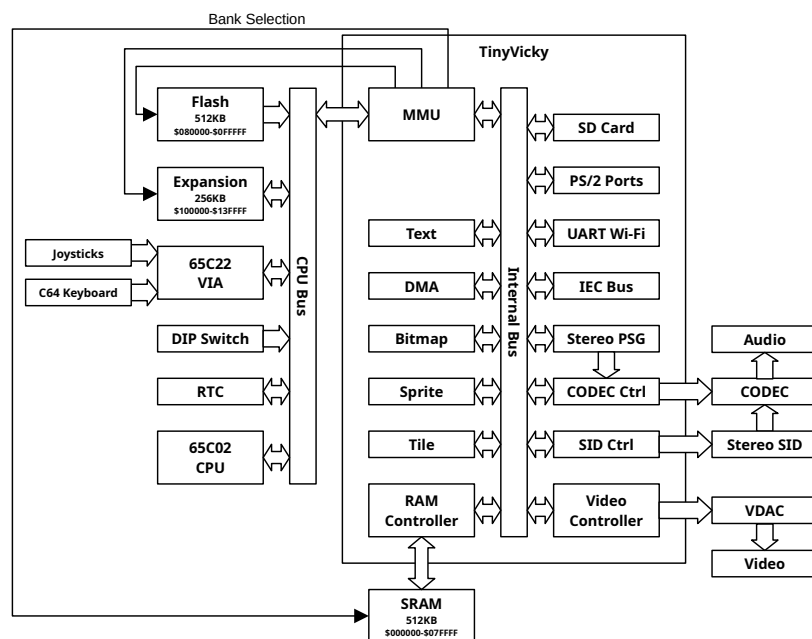 Bank Selection
TinyVicky
Flash
512KB
$080000-$0FFFFF
MMU
SD Card
Expansion
256KB
$100000-$13FFFF
PS/2 Ports
Joysticks
C64 Keyboard
65C22
VIA
CPU Bus
Text
Internal Bus
UART Wi-Fi
DMA
IEC Bus
DIP Switch
Bitmap
Stereo PSG
Audio
RTC
Sprite
CODEC Ctrl
CODEC
65C02
CPU
Tile
SID Ctrl
Stereo SID
RAM
Controller
Video
Controller
VDAC
Video
SRAM
512KB
$000000-$07FFFF